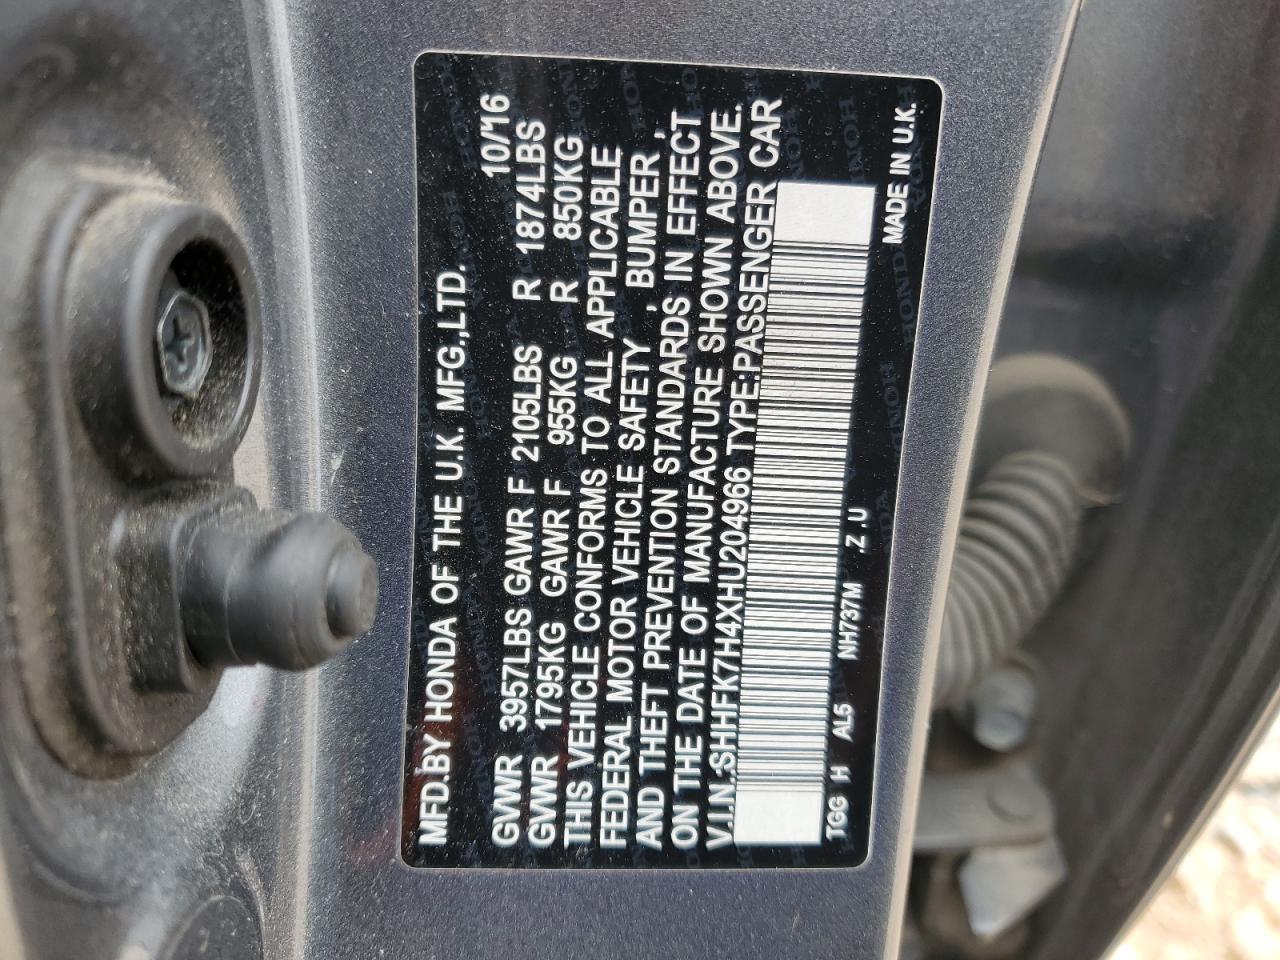 MFD.BY HONDA OF THE U.K. MFG.,LTD. 10/16
GVWR 3957LBS GAWR F 2105LBS R 1874LBS
GVWR 1795KG GAWR F 955KG R 850KG
THIS VEHICLE CONFORMS TO ALL APPLICABLE
FEDERAL MOTOR VEHICLE SAFETY , BUMPER ,
AND THEFT PREVENTION STANDARDS IN EFFECT
ON THE DATE OF MANUFACTURE SHOWN ABOVE.
V.I.N.:SHHFK7H4XHU204966 TYPE:PASSENGER CAR
TGG H AL5 NH737M .Z .U MADE IN U.K.